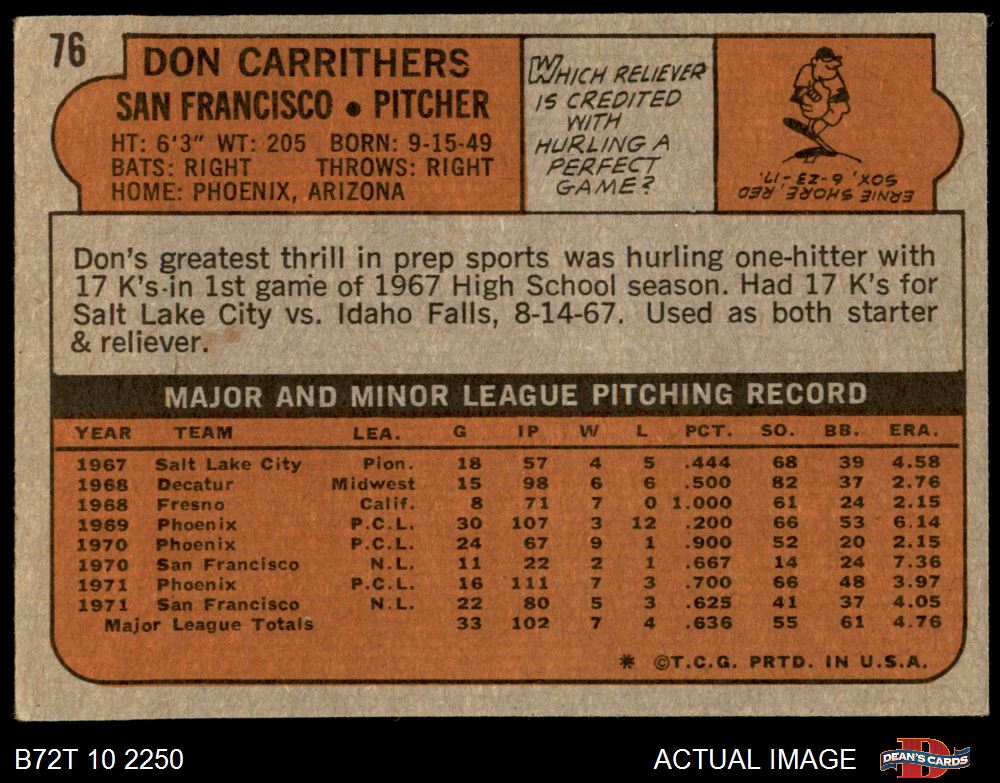 76
DON CARRITHERS
SAN FRANCISCO • PITCHER
HT: 6'3" WT: 205 BORN: 9-15-49
BATS: RIGHT THROWS: RIGHT
HOME: PHOENIX, ARIZONA
WHICH RELIEVER
IS CREDITED
WITH
HURLING A
PERFECT
GAME?
ERNIE SHORE, RED
SOX, 6-23-'17.
Don's greatest thrill in prep sports was hurling one-hitter with
17 K's in 1st game of 1967 High School season. Had 17 K's for
Salt Lake City vs. Idaho Falls, 8-14-67. Used as both starter
& reliever.
MAJOR AND MINOR LEAGUE PITCHING RECORD
YEAR TEAM LEA. G IP W L PCT. SO. BB. ERA.
1967 Salt Lake City Pion. 18 57 4 5 .444 68 39 4.58
1968 Decatur Midwest 15 98 6 6 .500 82 37 2.76
1968 Fresno Calif. 8 71 7 0 1.000 61 24 2.15
1969 Phoenix P.C.L. 30 107 3 12 .200 66 53 6.14
1970 Phoenix P.C.L. 24 67 9 1 .900 52 20 2.15
1970 San Francisco N.L. 11 22 2 1 .667 14 24 7.36
1971 Phoenix P.C.L. 16 111 7 3 .700 66 48 3.97
1971 San Francisco N.L. 22 80 5 3 .625 41 37 4.05
Major League Totals 33 102 7 4 .636 55 61 4.76
* ©T.C.G. PRTD. IN U.S.A.
B72T 10 2250
ACTUAL IMAGE
DEAN'S CARDS